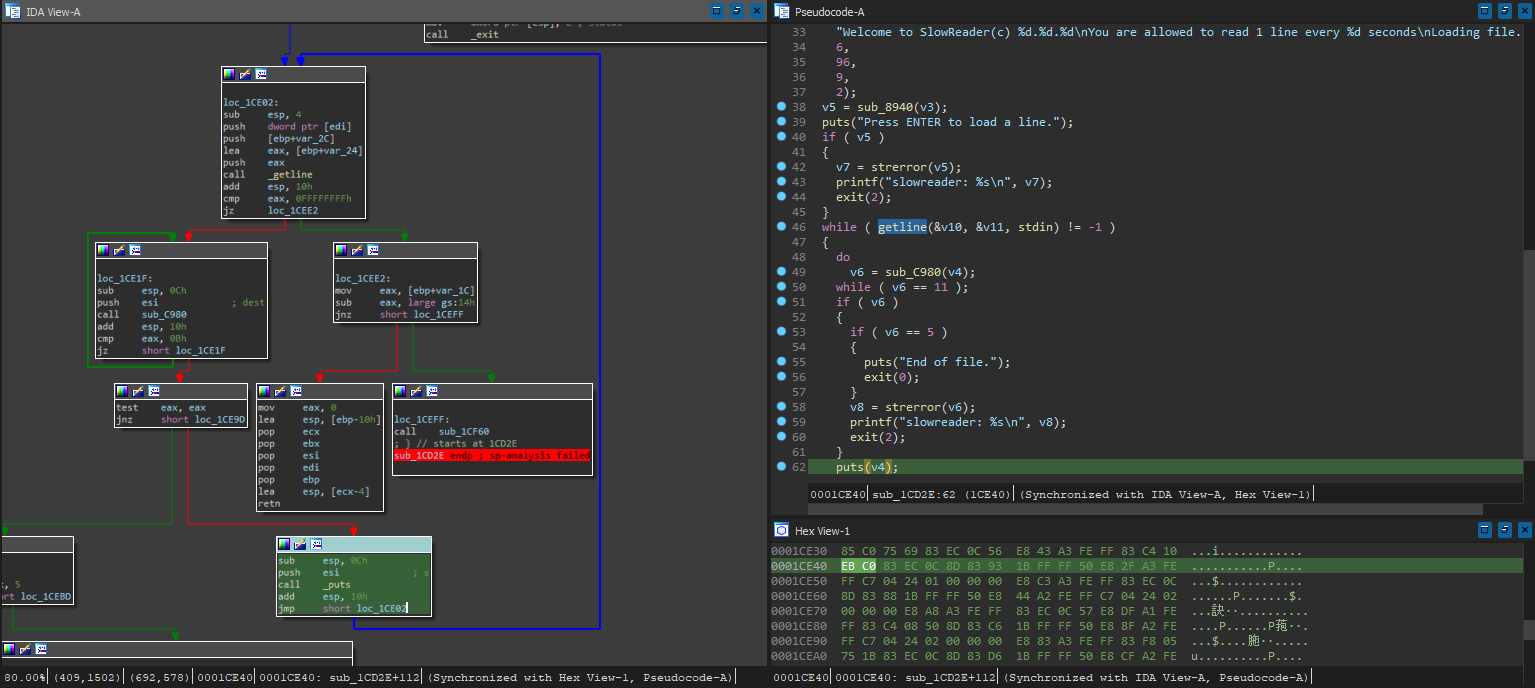 IDA View-A
call    _exit
loc_1CE02:
sub     esp, 4
push    dword ptr [edi]
push    [ebp+var_2C]
lea     eax, [ebp+var_24]
push    eax
call    _getline
add     esp, 10h
cmp     eax, 0FFFFFFFFh
jz      loc_1CEE2
loc_1CE1F:
sub     esp, 0Ch
push    esi             ; dest
call    sub_C980
add     esp, 10h
cmp     eax, 0Bh
jz      short loc_1CE1F
loc_1CEE2:
mov     eax, [ebp+var_1C]
sub     eax, large gs:14h
jnz     short loc_1CEFF
test    eax, eax
jnz     short loc_1CE9D
mov     eax, 0
lea     esp, [ebp-10h]
pop     ecx
pop     ebx
pop     esi
pop     edi
pop     ebp
lea     esp, [ecx-4]
retn
loc_1CEFF:
call    sub_1CF60
; } // starts at 1CD2E
sub_1CD2E endp ; sp-analysis failed
, 5
rt loc_1CEBD
sub     esp, 0Ch
push    esi             ; s
call    _puts
add     esp, 10h
jmp     short loc_1CE02
80.00% (409,1502) (692,578) 0001CE40 0001CE40: sub_1CD2E+112 (Synchronized with Hex View-1, Pseudocode-A)
Pseudocode-A
33 "Welcome to SlowReader(c) %d.%d.%d\nYou are allowed to read 1 line every %d seconds\nLoading file.
34 6,
35 96,
36 9,
37 2);
38 v5 = sub_8940(v3);
39 puts("Press ENTER to load a line.");
40 if ( v5 )
41 {
42 v7 = strerror(v5);
43 printf("slowreader: %s\n", v7);
44 exit(2);
45 }
46 while ( getline(&v10, &v11, stdin) != -1 )
47 {
48 do
49 v6 = sub_C980(v4);
50 while ( v6 == 11 );
51 if ( v6 )
52 {
53 if ( v6 == 5 )
54 {
55 puts("End of file.");
56 exit(0);
57 }
58 v8 = strerror(v6);
59 printf("slowreader: %s\n", v8);
60 exit(2);
61 }
62 puts(v4);
0001CE40 sub_1CD2E:62 (1CE40) (Synchronized with IDA View-A, Hex View-1)
Hex View-1
0001CE30 85 C0 75 69 83 EC 0C 56 E8 43 A3 FE FF 83 C4 10 ...i............
0001CE40 EB C0 83 EC 0C 8D 83 93 1B FF FF 50 E8 2F A3 FE ...........P....
0001CE50 FF C7 04 24 01 00 00 00 E8 C3 A3 FE FF 83 EC 0C ...$............
0001CE60 8D 83 88 1B FF FF 50 E8 44 A2 FE FF C7 04 24 02 ......P.......$.
0001CE70 00 00 00 E8 A8 A3 FE FF 83 EC 0C 57 E8 DF A1 FE
0001CE80 FF 83 C4 08 50 8D 83 C6 1B FF FF 50 E8 8F A2 FE
0001CE90 FF C7 04 24 02 00 00 00 E8 83 A3 FE FF 83 F8 05
0001CEA0 75 1B 83 EC 0C 8D 83 D6 1B FF FF 50 E8 CF A2 FE u..........P....
0001CE40 0001CE40: sub_1CD2E+112 (Synchronized with IDA View-A, Pseudocode-A)